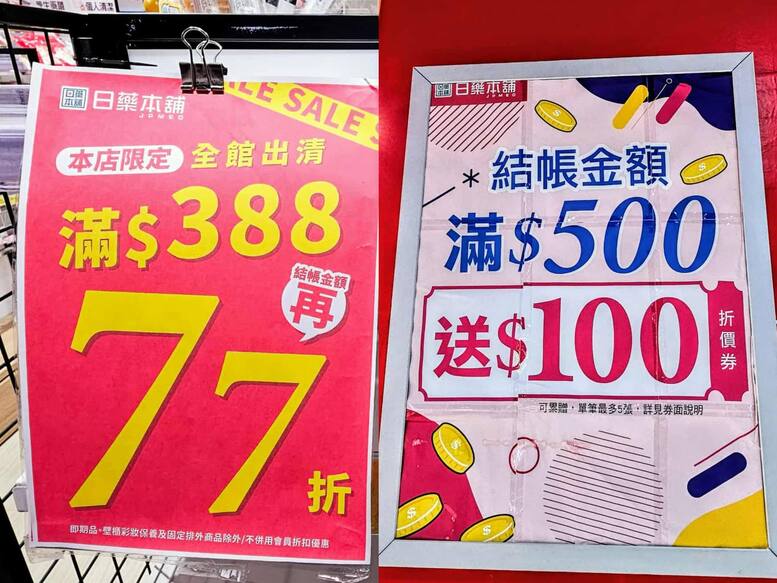 日藥本舖
JPMED
SALE SALE S
本店限定 全館出清
滿$388
結帳金額
再
77折
即期品、壁櫃彩妝保養及固定排外商品除外/不併用會員折扣優惠
日藥本舖
JPMED
*結帳金額
滿$500
送$100
折價券
可累贈，單筆最多5張，詳見券面說明